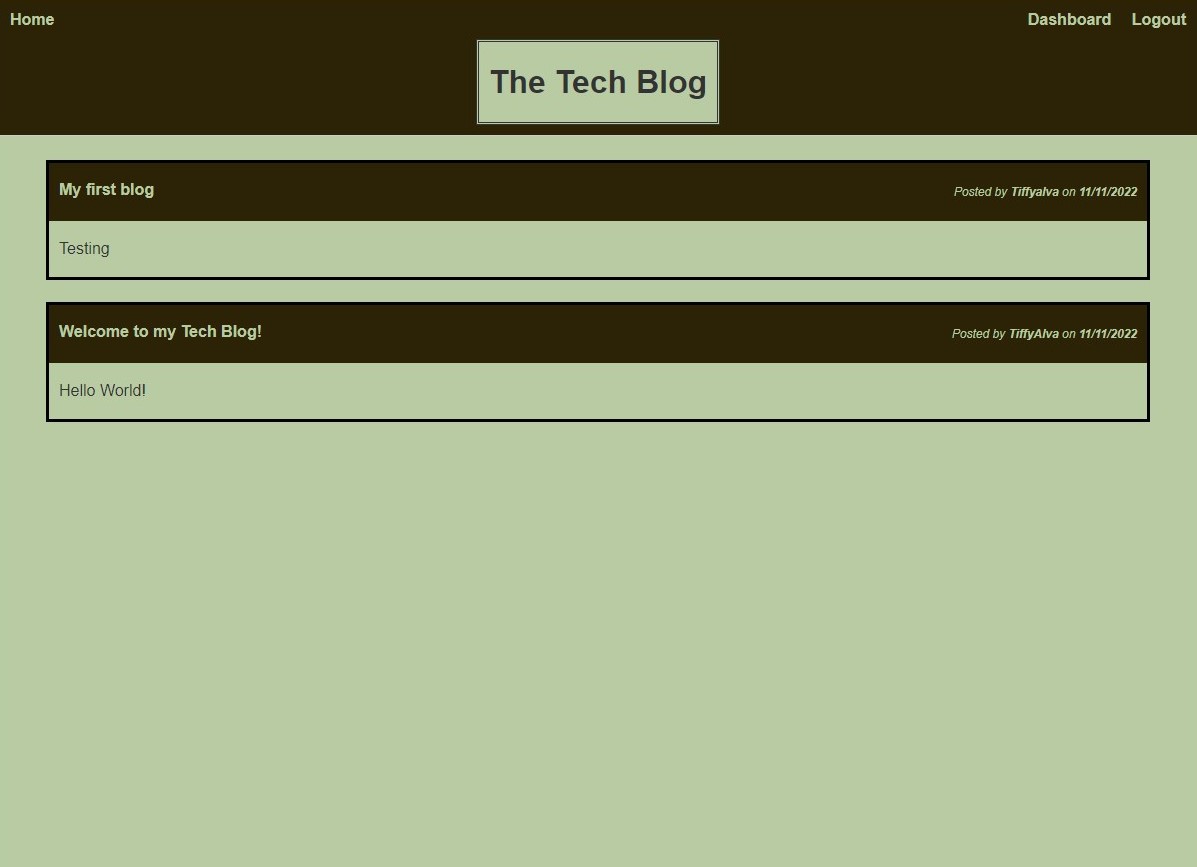 Home Dashboard Logout
The Tech Blog
My first blog Posted by Tiffyalva on 11/11/2022
Testing
Welcome to my Tech Blog! Posted by TiffyAlva on 11/11/2022
Hello World!